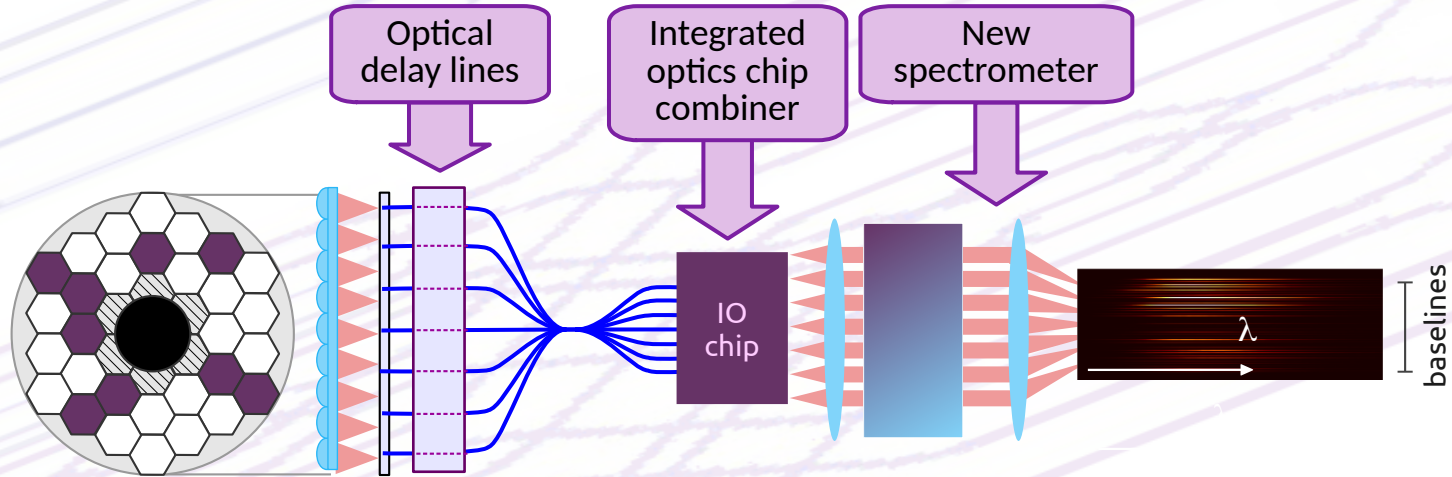 Optical
delay lines
Integrated
optics chip
combiner
New
spectrometer
IO
chip
λ
baselines